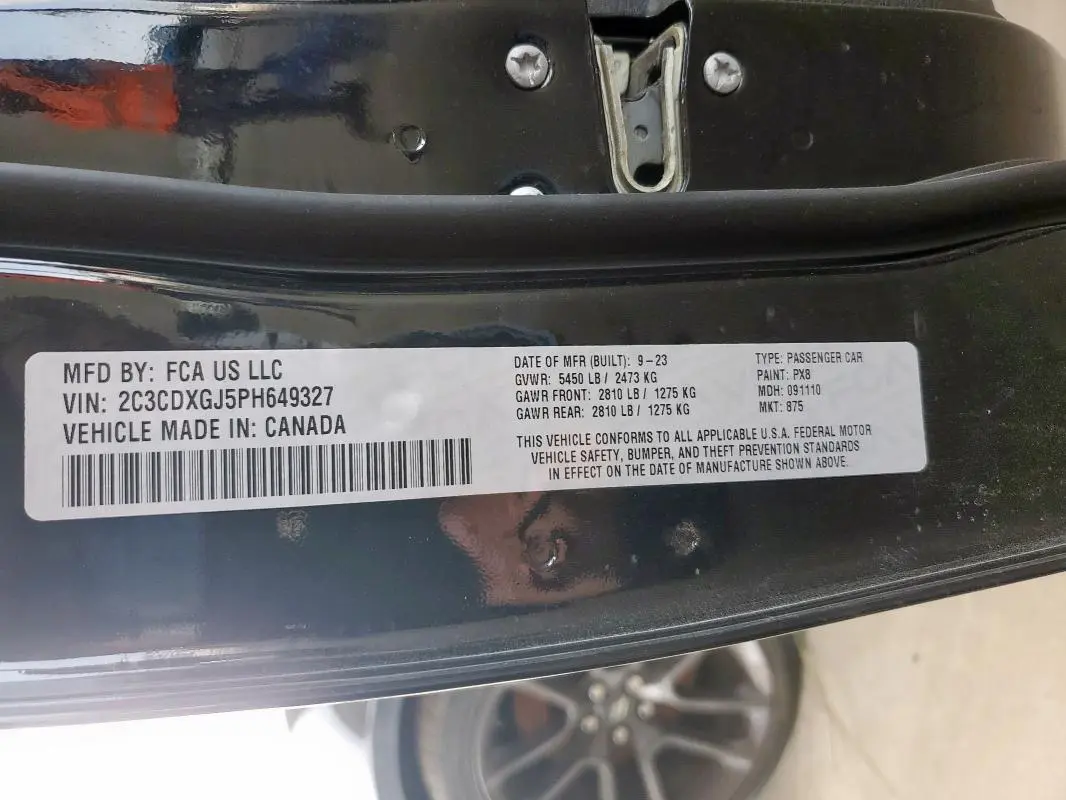 MFD BY: FCA US LLC
VIN: 2C3CDXGJ5PH649327
VEHICLE MADE IN: CANADA
DATE OF MFR (BUILT): 9-23
GVWR: 5450 LB / 2473 KG
GAWR FRONT: 2810 LB / 1275 KG
GAWR REAR: 2810 LB / 1275 KG
TYPE: PASSENGER CAR
PAINT: PX8
MDH: 091110
MKT: 875
THIS VEHICLE CONFORMS TO ALL APPLICABLE U.S.A. FEDERAL MOTOR
VEHICLE SAFETY, BUMPER, AND THEFT PREVENTION STANDARDS
IN EFFECT ON THE DATE OF MANUFACTURE SHOWN ABOVE.